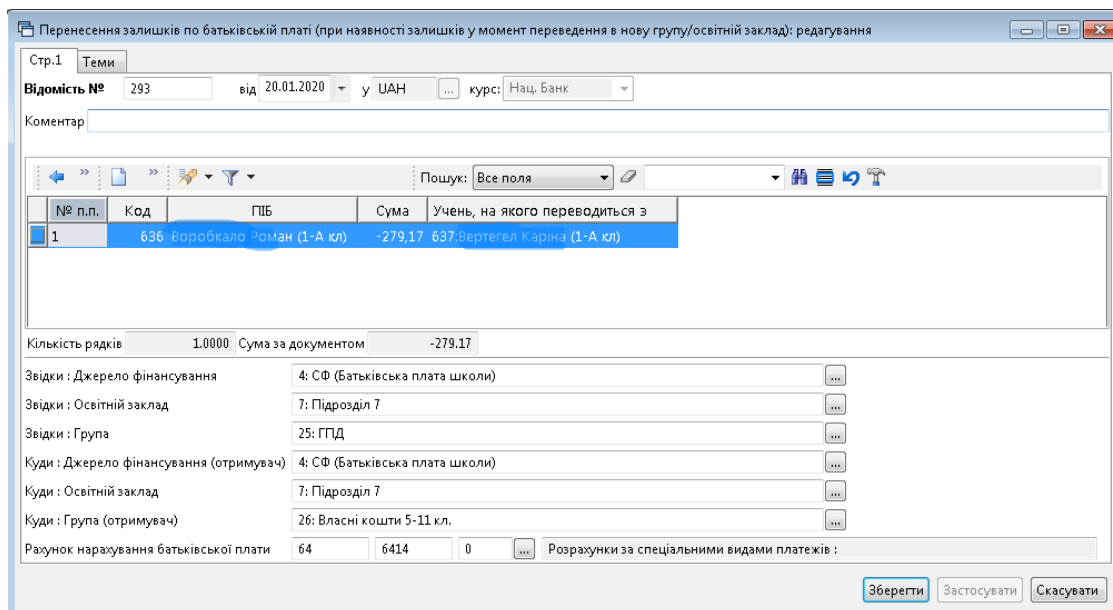 Перенесення залишків по батьківській платі (при наявності залишків у момент переведення в нову групу/освітній заклад): редагування
Стр.1 Теми
Відомість № 293 від 20.01.2020 у UAH ... курс: Нац. Банк
Коментар
Пошук: Все поля
№ п.п. Код ПІБ Сума Учень, на якого переводиться з
1 636 Воробкало Роман (1-А кл) -279,17 637:Вертегел Каріна (1-А кл)
Кількість рядків 1.0000 Сума за документом -279.17
Звідки : Джерело фінансування 4: СФ (Батьківська плата школи) ...
Звідки : Освітній заклад 7: Підрозділ 7 ...
Звідки : Група 25: ГПД ...
Куди : Джерело фінансування (отримувач) 4: СФ (Батьківська плата школи) ...
Куди : Освітній заклад 7: Підрозділ 7 ...
Куди : Група (отримувач) 26: Власні кошти 5-11 кл. ...
Рахунок нарахування батьківської плати 64 6414 0 ... Розрахунки за спеціальними видами платежів :
Зберегти Застосувати Скасувати